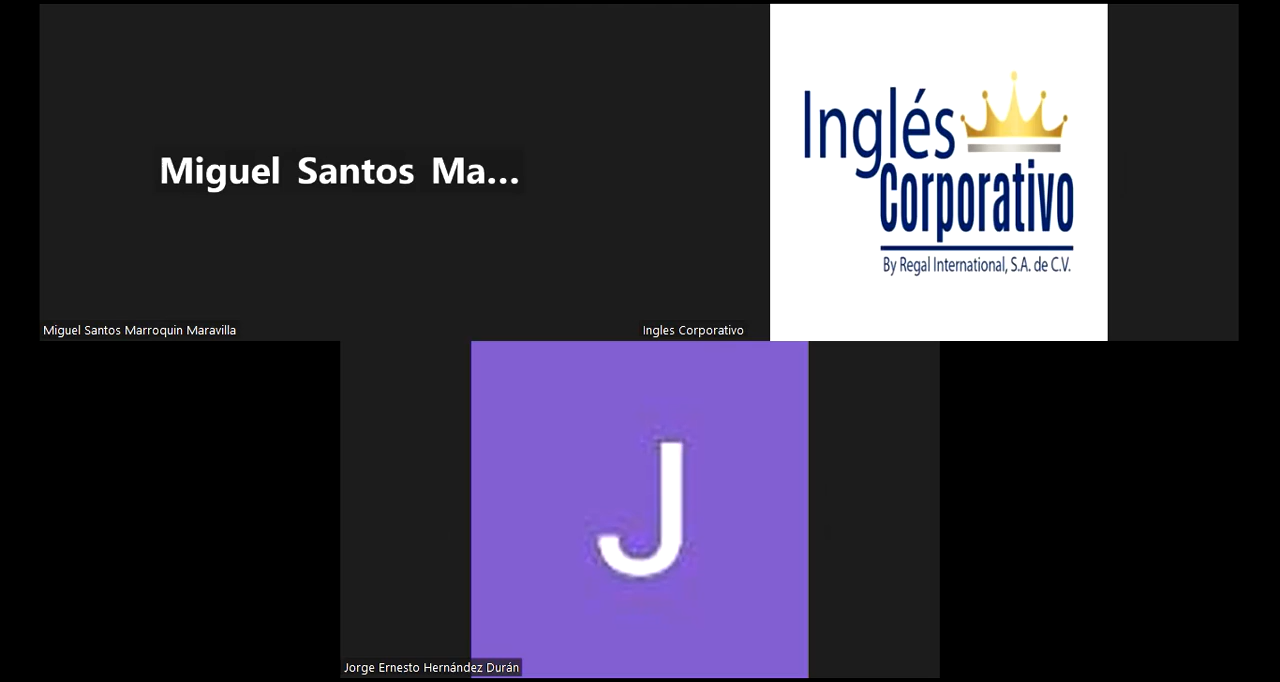 Miguel Santos Ma...
Inglés
Corporativo
By Regal International, S.A. de C.V.
Miguel Santos Marroquin Maravilla
Ingles Corporativo
J
Jorge Ernesto Hernández Durán